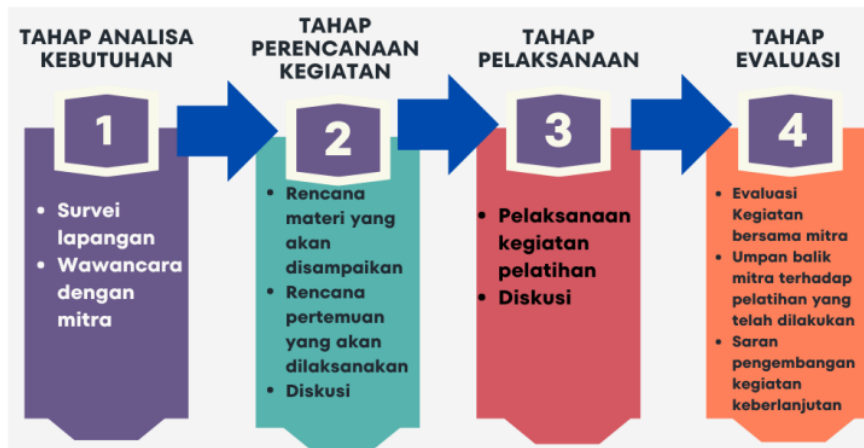 TAHAP ANALISA
KEBUTUHAN
1
• Survei
lapangan
• Wawancara
dengan
mitra
TAHAP
PERENCANAAN
KEGIATAN
2
• Rencana
materi yang
akan
disampaikan
• Rencana
pertemuan
yang akan
dilaksanakan
• Diskusi
TAHAP
PELAKSANAAN
3
• Pelaksanaan
kegiatan
pelatihan
• Diskusi
TAHAP
EVALUASI
4
• Evaluasi
Kegiatan
bersama mitra
• Umpan balik
mitra terhadap
pelatihan yang
telah dilakukan
• Saran
pengembangan
kegiatan
keberlanjutan